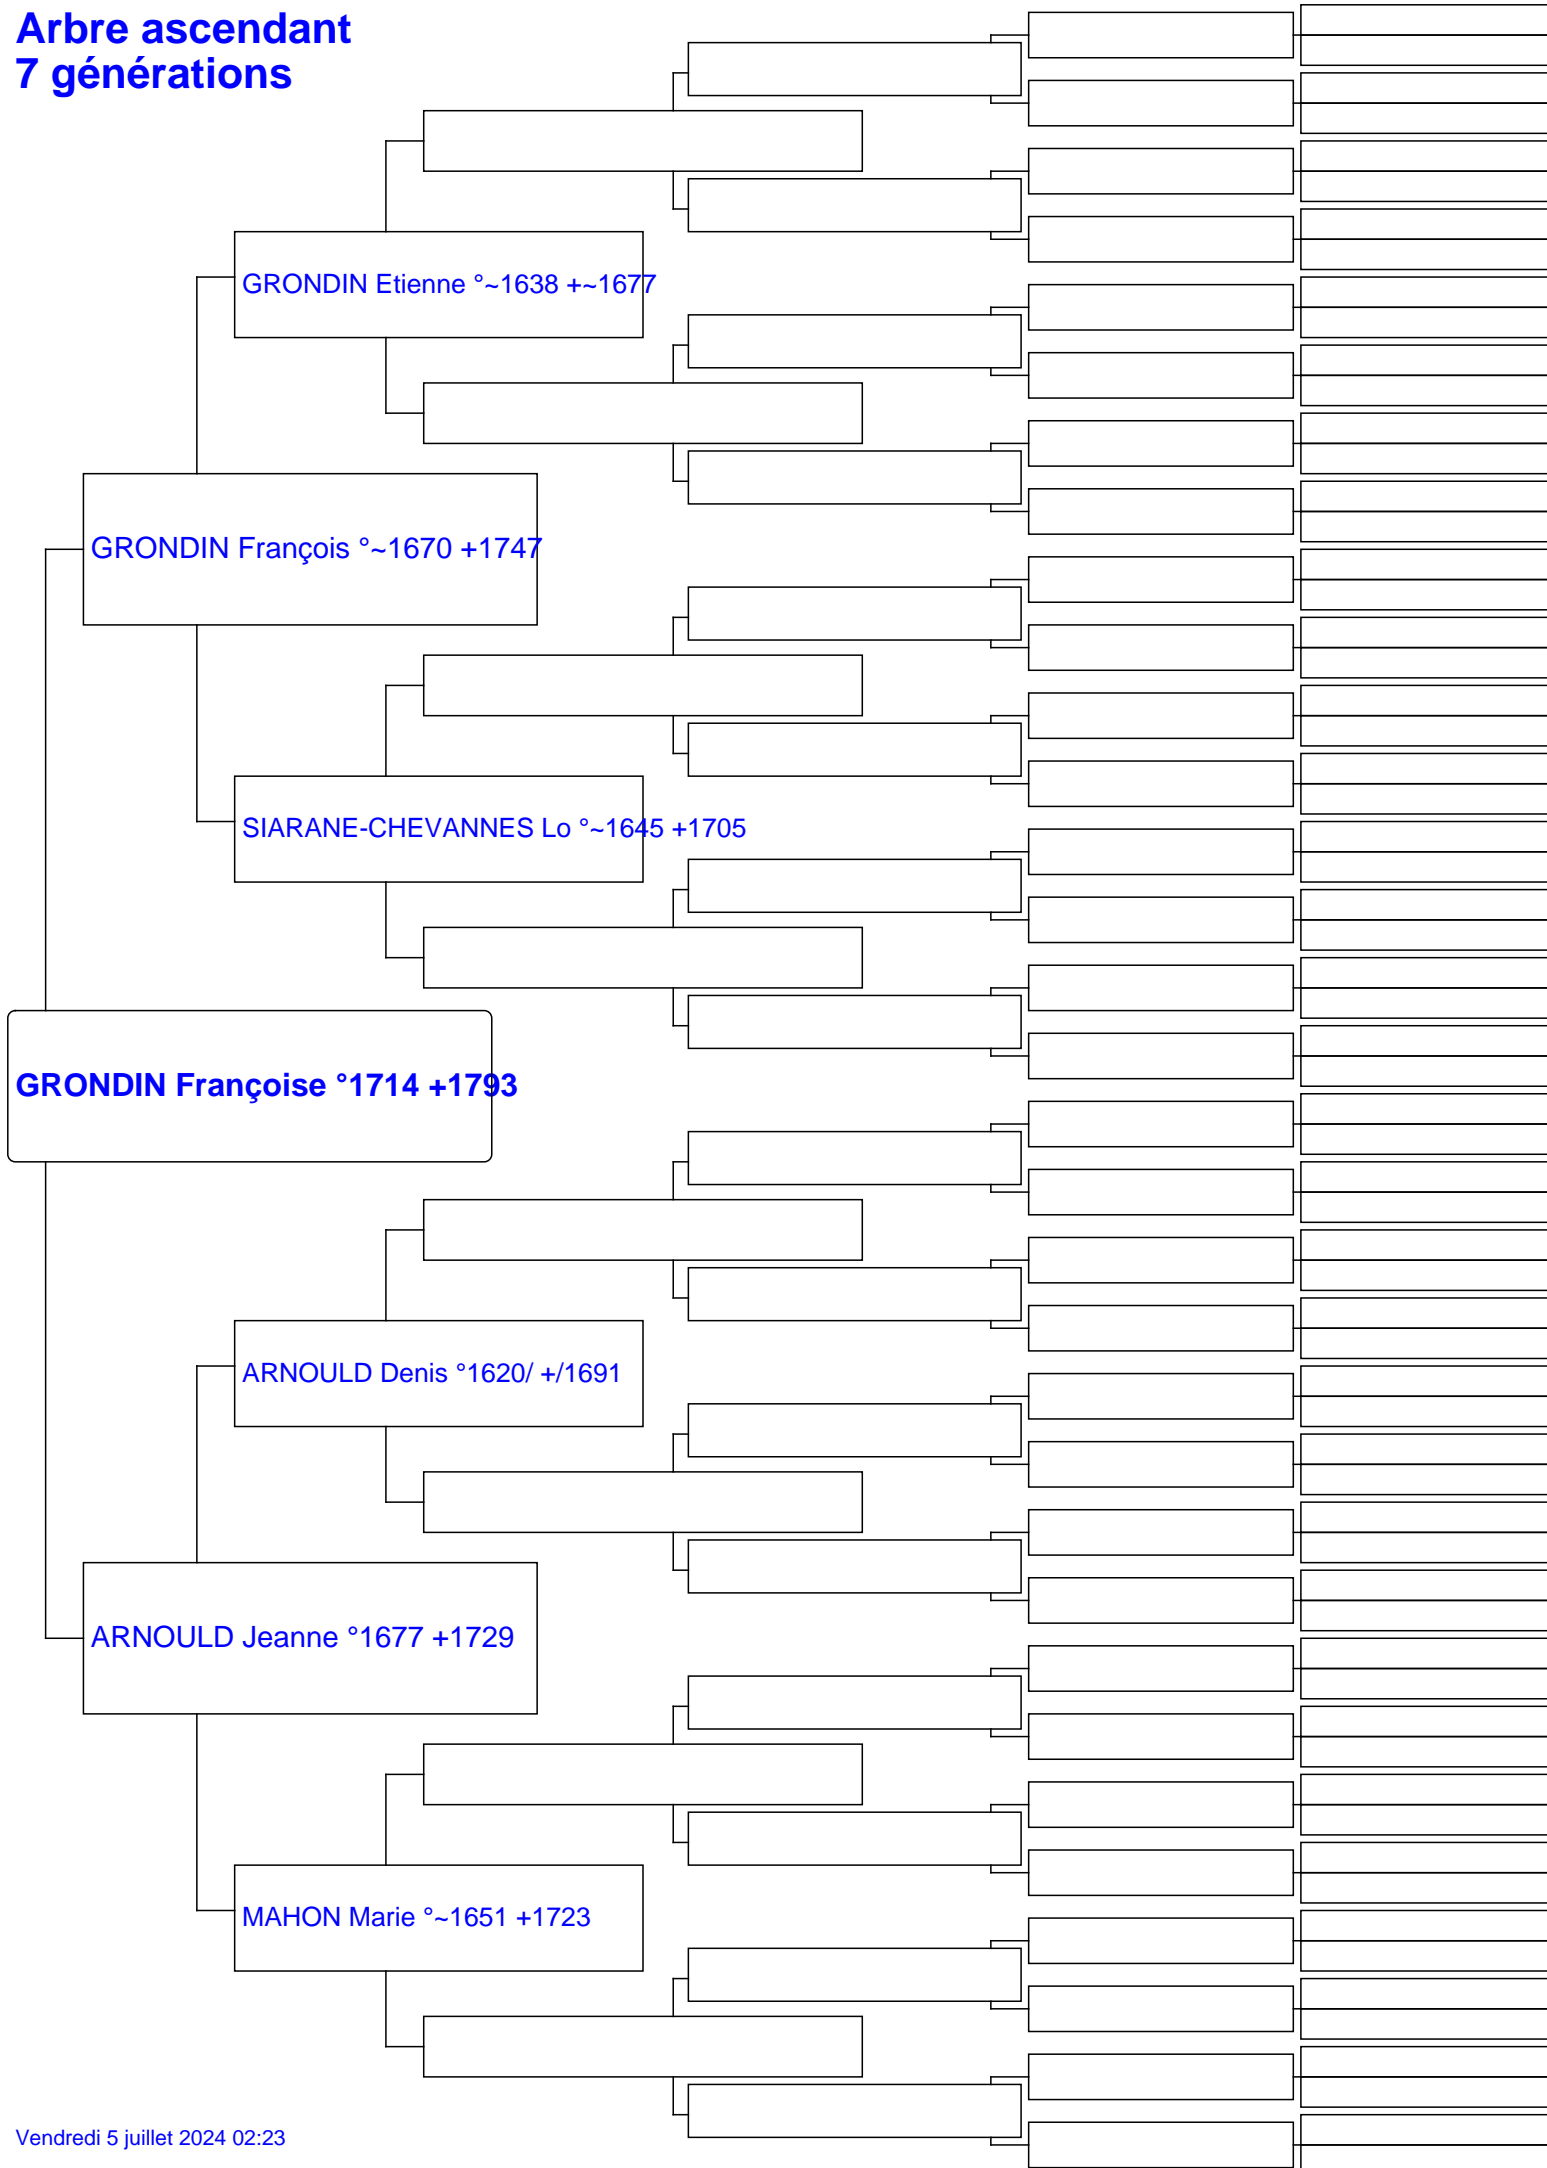 Arbre ascendant
7 générations
GRONDIN Etienne °~1638 +~1677
GRONDIN François °~1670 +1747
SIARANE-CHEVANNES Lo °~1645 +1705
GRONDIN Françoise °1714 +1793
ARNOULD Denis °1620/ +/1691
ARNOULD Jeanne °1677 +1729
MAHON Marie °~1651 +1723
Vendredi 5 juillet 2024 02:23